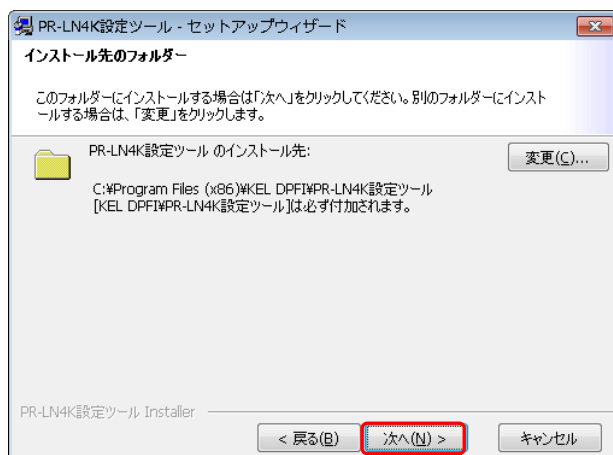 PR-LN4K設定ツール - セットアップウィザード
インストール先のフォルダー
このフォルダーにインストールする場合は「次へ」をクリックしてください。別のフォルダーにインスト
ールする場合は、「変更」をクリックします。
PR-LN4K設定ツール のインストール先:
変更(C)...
C:¥Program Files (x86)¥KEL DPFI¥PR-LN4K設定ツール
[KEL DPFI¥PR-LN4K設定ツール]は必ず付加されます。
PR-LN4K設定ツール Installer
< 戻る(B)
次へ(N) >
キャンセル